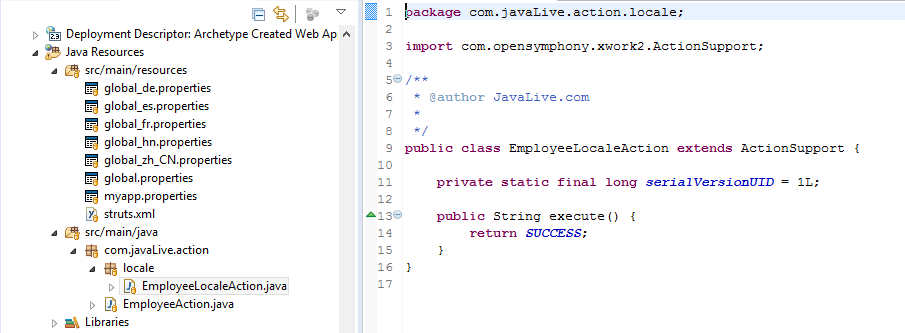 Deployment Descriptor: Archetype Created Web Ap
Java Resources
src/main/resources
global_de.properties
global_es.properties
global_fr.properties
global_hn.properties
global_zh_CN.properties
global.properties
myapp.properties
struts.xml
src/main/java
com.javaLive.action
locale
EmployeeLocaleAction.java
EmployeeAction.java
Libraries
1 package com.javaLive.action.locale;
2
3 import com.opensymphony.xwork2.ActionSupport;
4
5 /**
6 * @author JavaLive.com
7 *
8 */
9 public class EmployeeLocaleAction extends ActionSupport {
10
11 private static final long serialVersionUID = 1L;
12
13 public String execute() {
14 return SUCCESS;
15 }
16 }
17